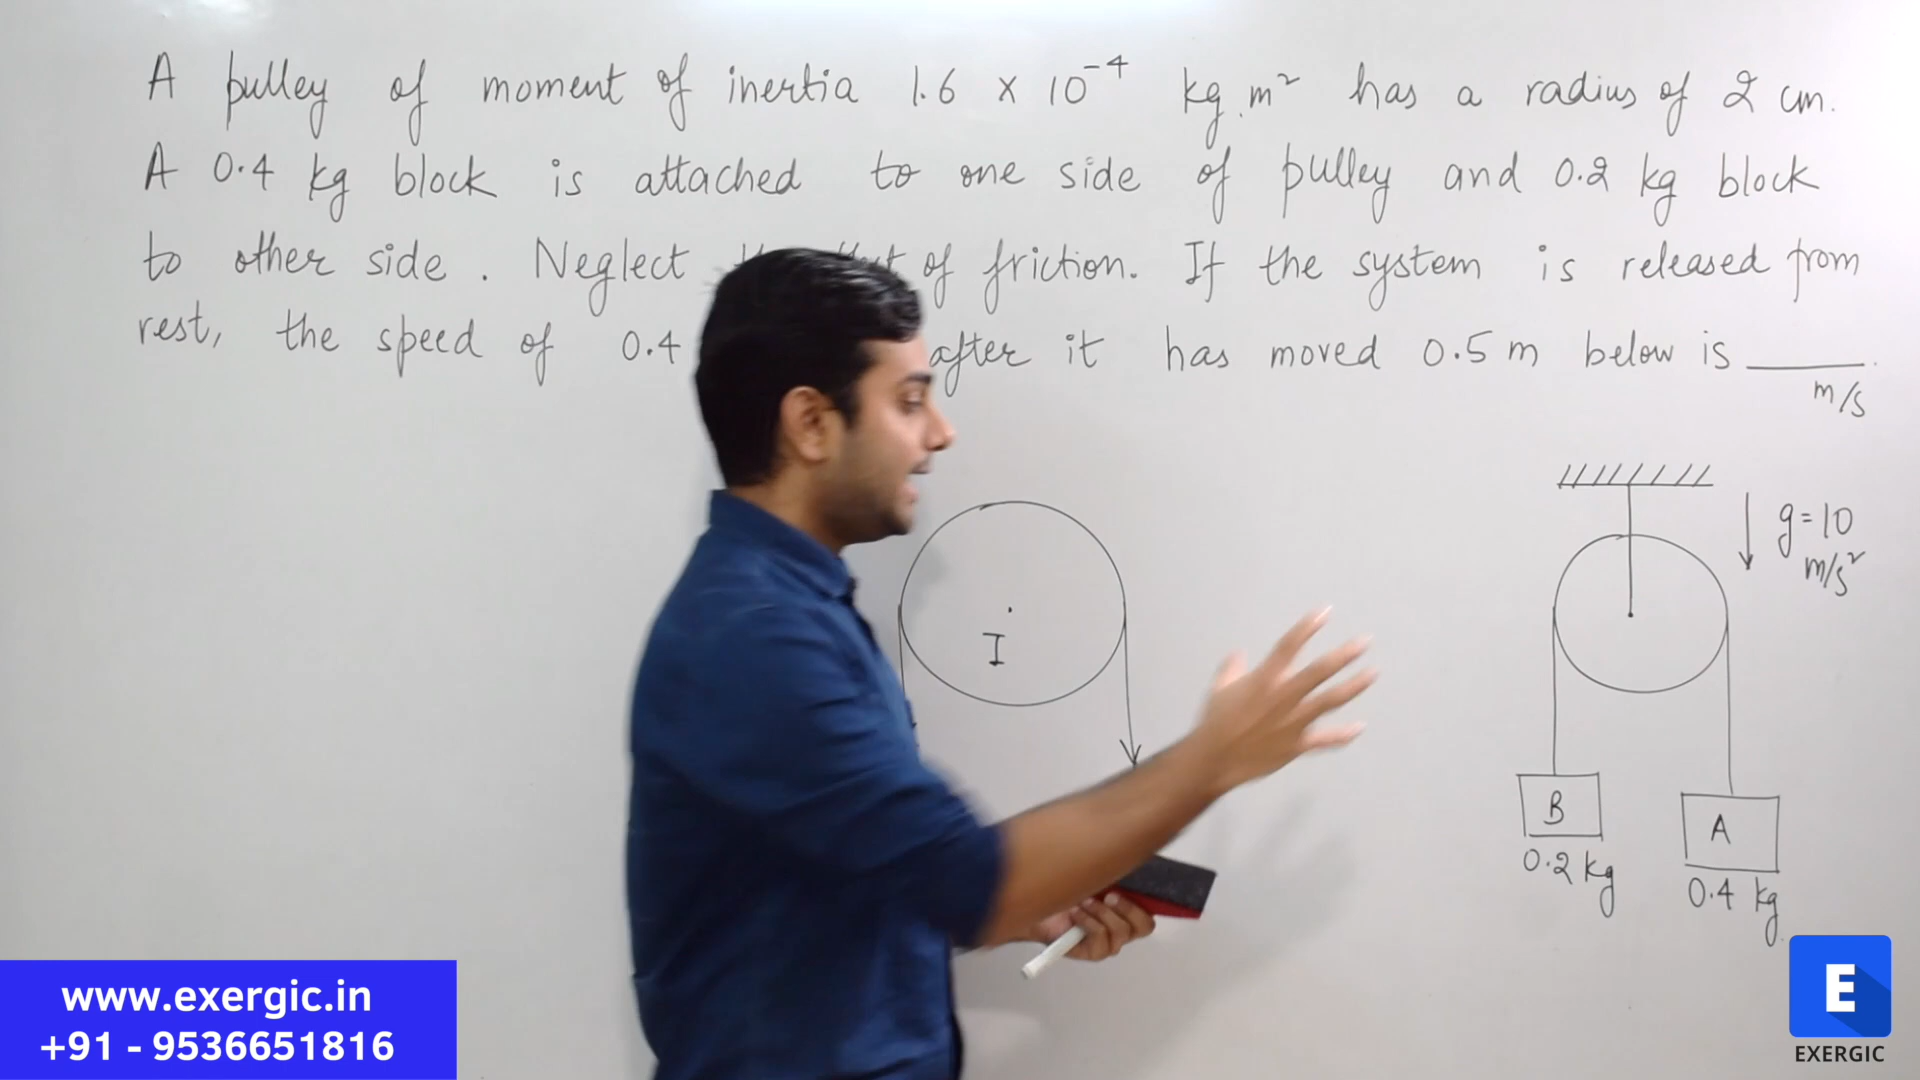 A pulley of moment of inertia 1.6 × 10⁻⁴ kg.m² has a radius of 2 cm.
A 0.4 kg block is attached to one side of pulley and 0.2 kg block
to other side. Neglect of friction. If the system is released from
rest, the speed of 0.4 after it has moved 0.5 m below is ______.
m/s
g=10
m/s²
I
B
A
0.2 kg
0.4 kg
www.exergic.in
+91 - 9536651816
E
EXERGIC